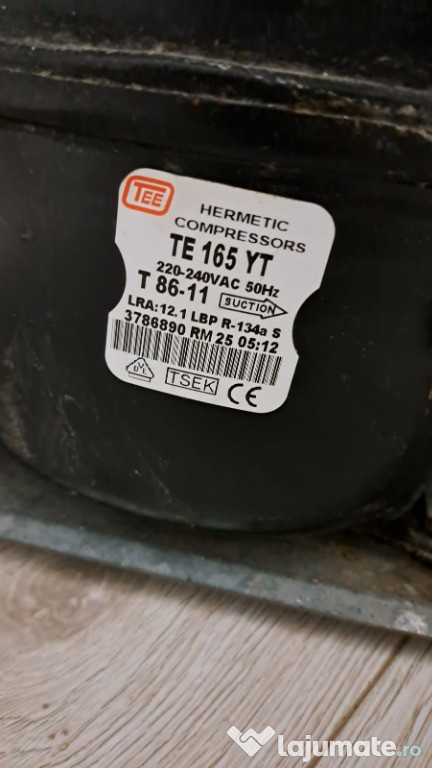 TEE
HERMETIC
COMPRESSORS
TE 165 YT
220-240VAC 50Hz
T 86-11 SUCTION
LRA:12.1 LBP R-134a S
3786890 RM 25 05:12
VDE TSEK CE
lajumate.ro